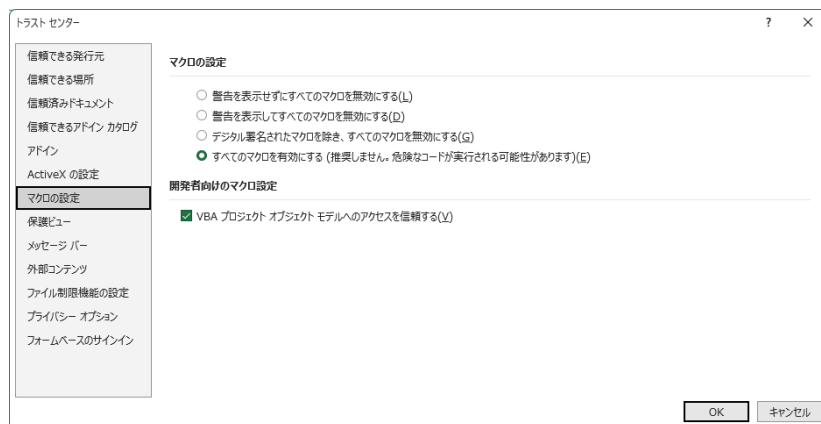 トラスト センター
?
×
信頼できる発行元
信頼できる場所
信頼済みドキュメント
信頼できるアドイン カタログ
アドイン
ActiveX の設定
マクロの設定
保護ビュー
メッセージ バー
外部コンテンツ
ファイル制限機能の設定
プライバシー オプション
フォームベースのサインイン
マクロの設定
警告を表示せずにすべてのマクロを無効にする(L)
警告を表示してすべてのマクロを無効にする(D)
デジタル署名されたマクロを除き、すべてのマクロを無効にする(G)
すべてのマクロを有効にする (推奨しません。危険なコードが実行される可能性があります)(E)
開発者向けのマクロ設定
VBA プロジェクト オブジェクト モデルへのアクセスを信頼する(V)
OK
キャンセル